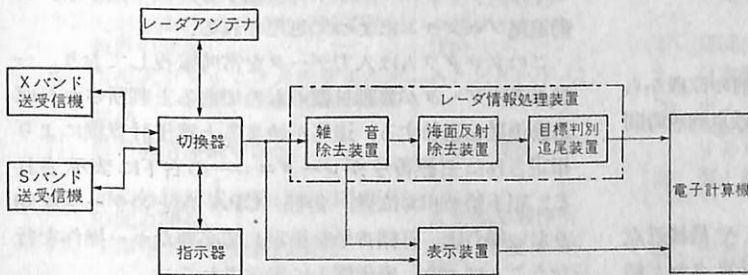 レーダアンテナ
Xバンド
送受信機
Sバンド
送受信機
切換器
指示器
レーダ情報処理装置
雑音
除去装置
海面反射
除去装置
目標判別
追尾装置
表示装置
電子計算機